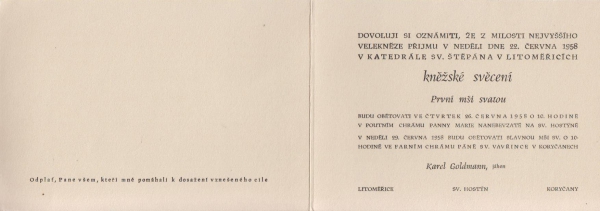 Odplať, Pane všem, kteří mně pomáhali k dosažení vznešeného cíle
DOVOLUJI SI OZNÁMITI, ŽE Z MILOSTI NEJVYŠŠÍHO
VELEKNĚZE PŘIJMU V NEDĚLI DNE 22. ČERVNA 1958
V KATEDRÁLE SV. ŠTĚPÁNA V LITOMĚŘICÍCH
kněžské svěcení
První mši svatou
BUDU OBĚTOVATI VE ČTVRTEK 26. ČERVNA 1958 O 10. HODINĚ
V POUTNÍM CHRÁMU PANNY MARIE NANEBEVZATÉ NA SV. HOSTÝNĚ
V NEDĚLI 29. ČERVNA 1958 BUDU OBĚTOVATI SLAVNOU MŠI SV. O 10.
HODINĚ VE FARNÍM CHRÁMU PÁNĚ SV. VAVŘINCE V KORYČANECH
Karel Goldmann, jáhen
LITOMĚŘICE SV. HOSTÝN KORYČANY